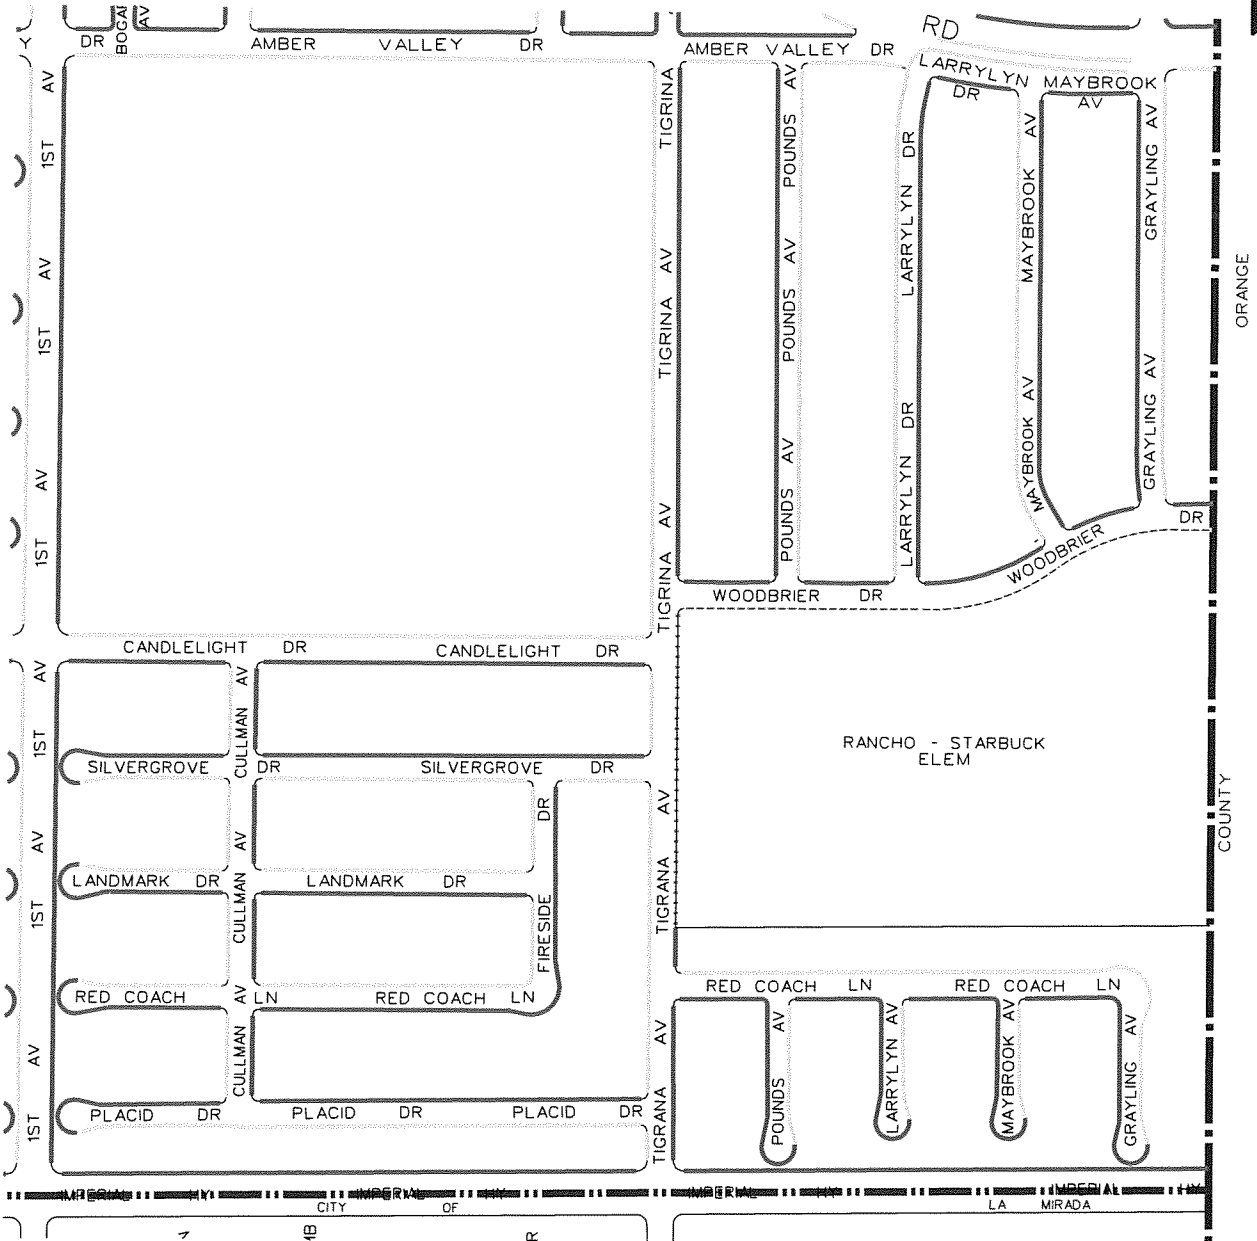 Y
DR
BOGAR
AV
AMBER VALLEY DR
AMBER VALLEY DR
RD
LARRYLYN
DR
MAYBROOK
AV
1ST AV
1ST AV
1ST AV
1ST
TIGRINA
TIGRINA AV
TIGRINA AV
POUNDS AV
POUNDS AV
POUNDS AV
LARRYLYN DR
LARRYLYN DR
MAYBROOK AV
MAYBROOK AV
GRAYLING AV
GRAYLING AV
ORANGE
COUNTY
WOODBRIER DR
WOODBRIER
DR
CANDLELIGHT DR
CANDLELIGHT DR
1ST AV
1ST AV
1ST AV
CULLMAN AV
CULLMAN AV
CULLMAN AV
SILVERGROVE DR
SILVERGROVE DR
FIRESIDE DR
LANDMARK DR
LANDMARK DR
RED COACH LN
RED COACH LN
PLACID DR
PLACID DR
PLACID DR
TIGRANA AV
TIGRANA AV
RANCHO - STARBUCK
ELEM
RED COACH LN
RED COACH LN
POUNDS AV
LARRYLYN AV
MAYBROOK AV
GRAYLING AV
IMPERIAL HY
IMPERIAL HY
IMPERIAL HY
IMPERIAL HY
CITY OF
LA MIRADA
MB
R